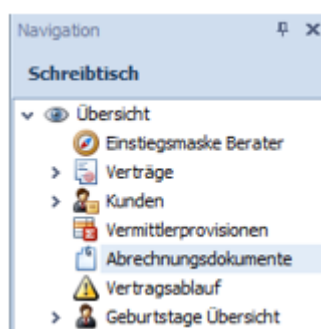 Navigation
Schreibtisch
Übersicht
Einstiegsmaske Berater
Verträge
Kunden
Vermittlerprovisionen
Abrechnungsdokumente
Vertragsablauf
Geburtstage Übersicht